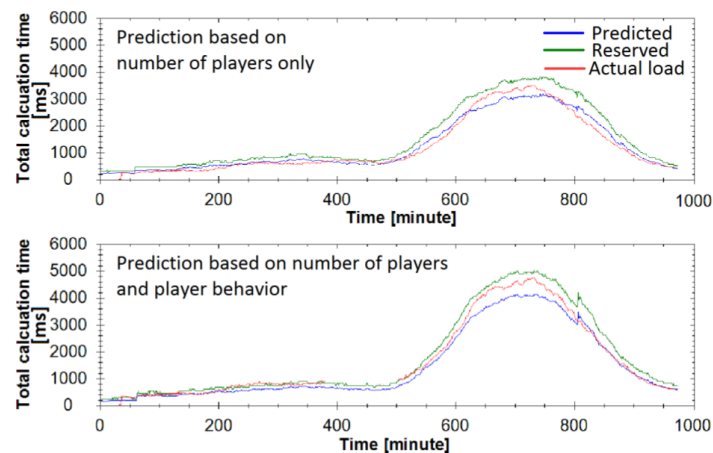 6000
5000
4000
3000
2000
1000
0
Total calcuation time
[ms]
Prediction based on
number of players only
Predicted
Reserved
Actual load
0 200 400 600 800 1000
Time [minute]
6000
5000
4000
3000
2000
1000
0
Total calcuation time
[ms]
Prediction based on number of players
and player behavior
0 200 400 600 800 1000
Time [minute]